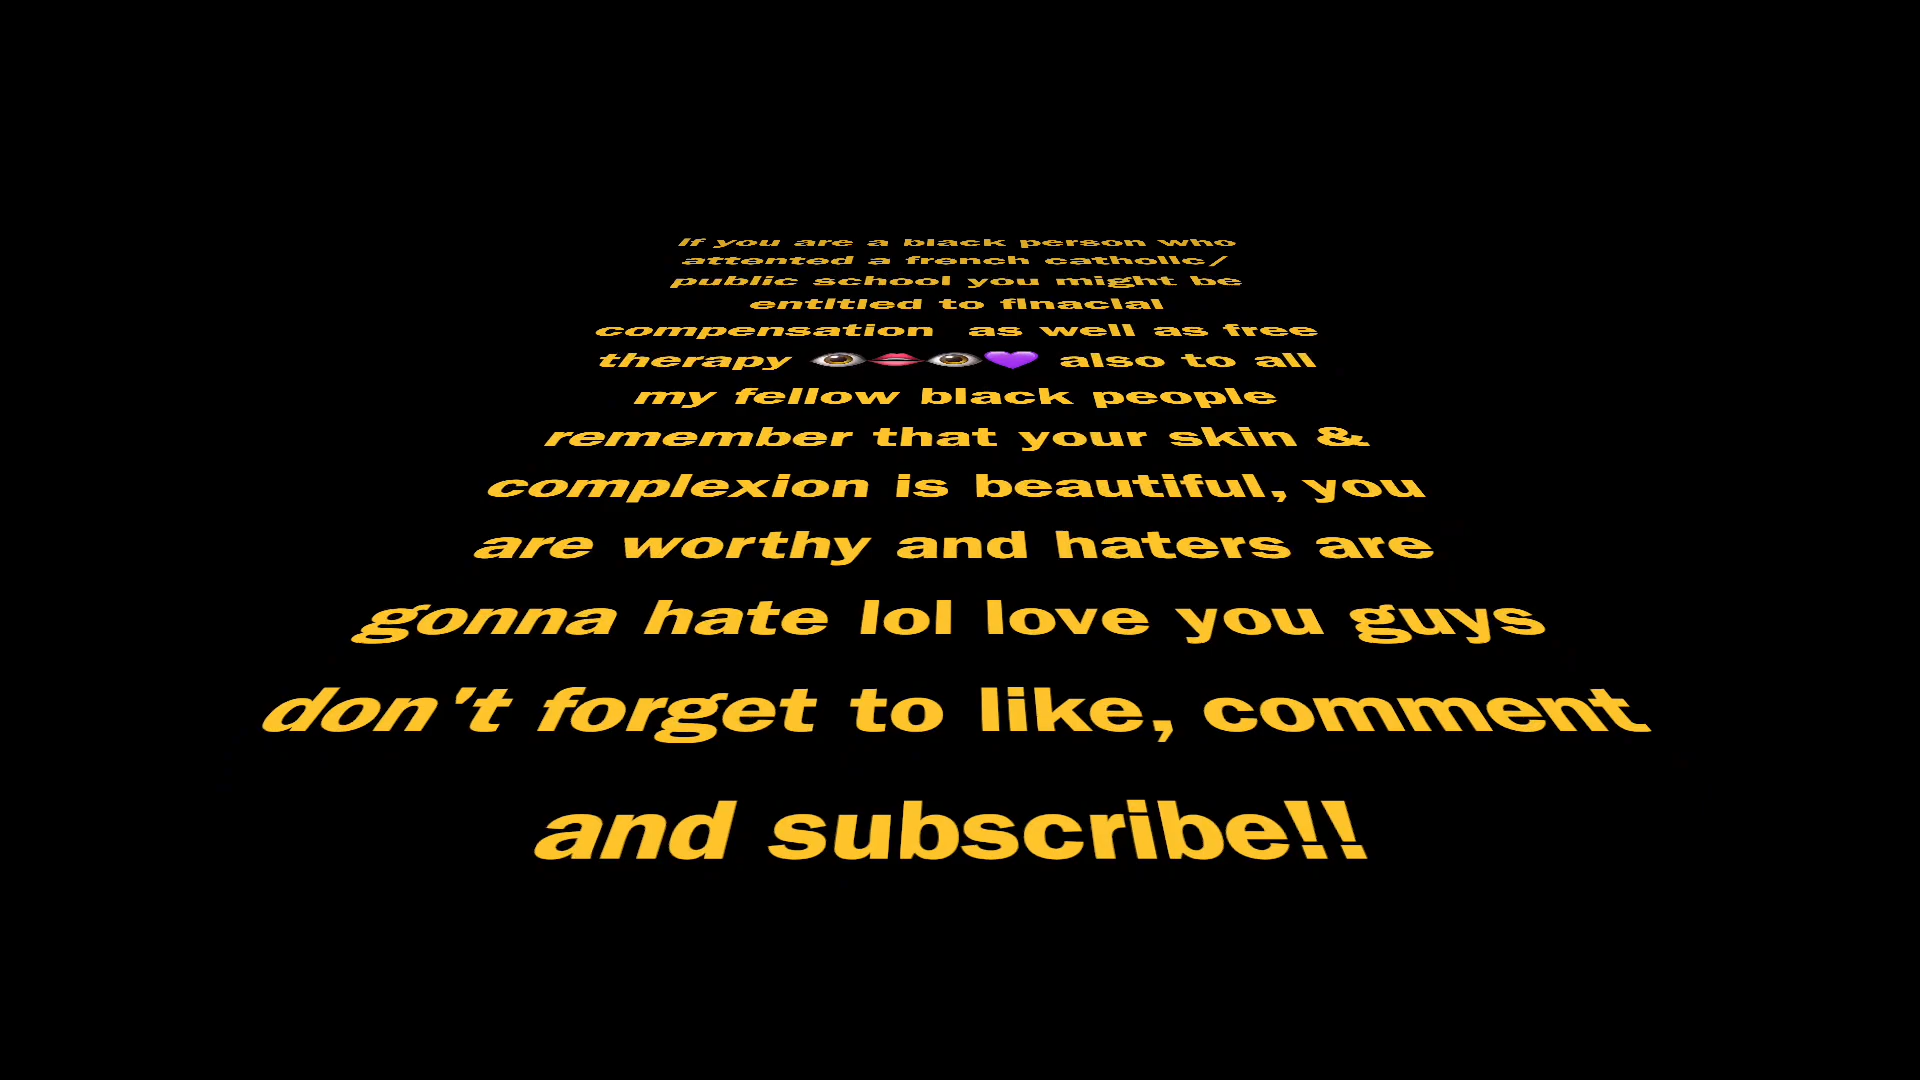 if you are a black person who
attented a french catholic/
public school you might be
entitled to finacial
compensation  as well as free
therapy 👁👄👁💜 also to all
my fellow black people
remember that your skin &
complexion is beautiful, you
are worthy and haters are
gonna hate lol love you guys
don't forget to like, comment
and subscribe!!